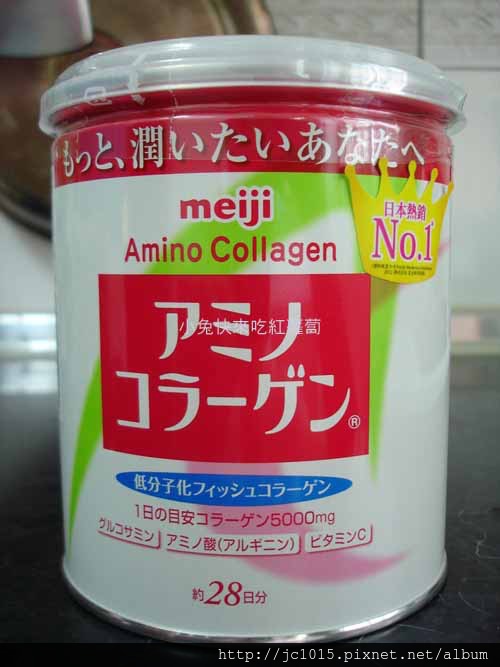 もっと、潤いたいあなたへ
meiji
Amino Collagen
日本熱銷
No.1
アミノ
小兔快來吃紅蘿蔔
コラーゲン®
低分子化フィッシュコラーゲン
1日の目安コラーゲン5000mg
グルコサミン アミノ酸(アルギニン) ビタミンC
約28日分
http://jc1015.pixnet.net/album